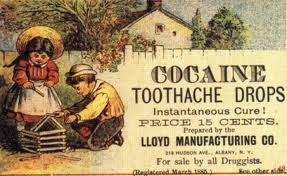 COCAINE
TOOTHACHE DROPS
Instantaneous Cure!
PRICE 15 CENTS.
Prepared by the
LLOYD MANUFACTURING CO.
219 HUDSON AVE., ALBANY, N. Y.
For sale by all Druggists.
(Registered March 1885.) See other side.